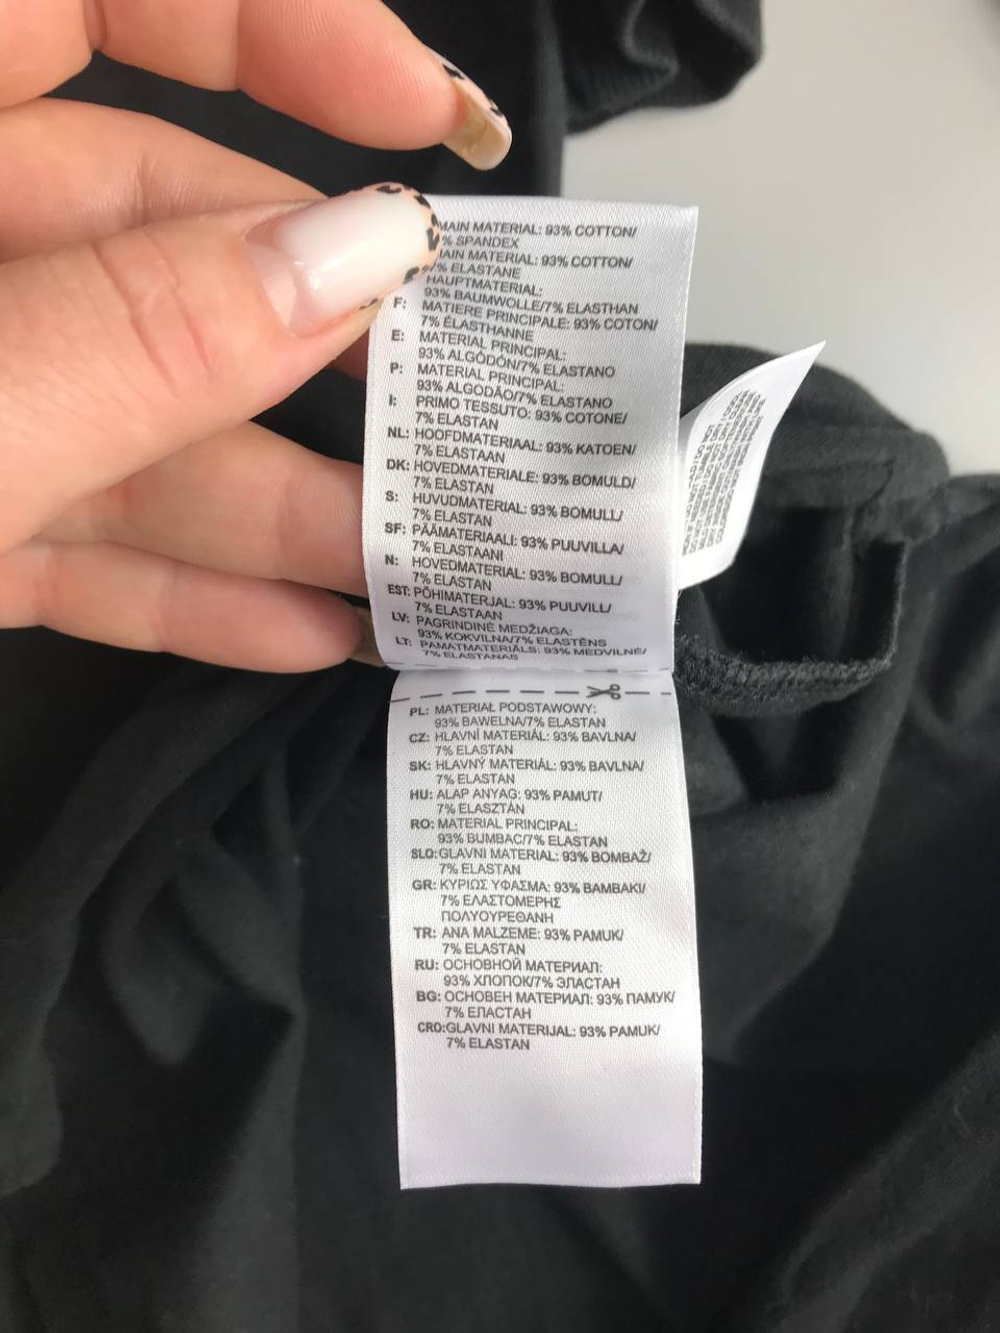 MAIN MATERIAL: 93% COTTON/
% SPANDEX
MAIN MATERIAL: 93% COTTON/
7% ELASTANE
HAUPTMATERIAL:
93% BAUMWOLLE/7% ELASTHAN
F: MATIERE PRINCIPALE: 93% COTON/
7% ÉLASTHANNE
E: MATERIAL PRINCIPAL:
93% ALGODÓN/7% ELASTANO
P: MATERIAL PRINCIPAL:
93% ALGODÃO/7% ELASTANO
I: PRIMO TESSUTO: 93% COTONE/
7% ELASTAN
NL: HOOFDMATERIAAL: 93% KATOEN/
7% ELASTAAN
DK: HOVEDMATERIALE: 93% BOMULD/
7% ELASTAN
S: HUVUDMATERIAL: 93% BOMULL/
7% ELASTAN
SF: PÄÄMATERIAALI: 93% PUUVILLA/
7% ELASTAANI
N: HOVEDMATERIAL: 93% BOMULL/
7% ELASTAN
EST: PÕHIMATERJAL: 93% PUUVILL/
7% ELASTAAN
LV: PAGRINDINĖ MEDŽIAGA:
93% KOKVILNA/7% ELASTĒNS
LT: PAMATMATERIĀLS: 93% MEDVILNĖ/
7% ELASTANAS
PL: MATERIAŁ PODSTAWOWY:
93% BAWEŁNA/7% ELASTAN
CZ: HLAVNÍ MATERIÁL: 93% BAVLNA/
7% ELASTAN
SK: HLAVNÝ MATERIÁL: 93% BAVLNA/
7% ELASTAN
HU: ALAP ANYAG: 93% PAMUT/
7% ELASZTÁN
RO: MATERIAL PRINCIPAL:
93% BUMBAC/7% ELASTAN
SLO: GLAVNI MATERIAL: 93% BOMBAŽ/
7% ELASTAN
GR: ΚΥΡΙΩΣ ΥΦΑΣΜΑ: 93% ΒΑΜΒΑΚΙ/
7% ΕΛΑΣΤΟΜΕΡΗΣ
ΠΟΛΥΟΥΡΕΘΑΝΗ
TR: ANA MALZEME: 93% PAMUK/
7% ELASTAN
RU: ОСНОВНОЙ МАТЕРИАЛ:
93% ХЛОПОК/7% ЭЛАСТАН
BG: ОСНОВЕН МАТЕРИАЛ: 93% ПАМУК/
7% ЕЛАСТАН
CRO: GLAVNI MATERIJAL: 93% PAMUK/
7% ELASTAN